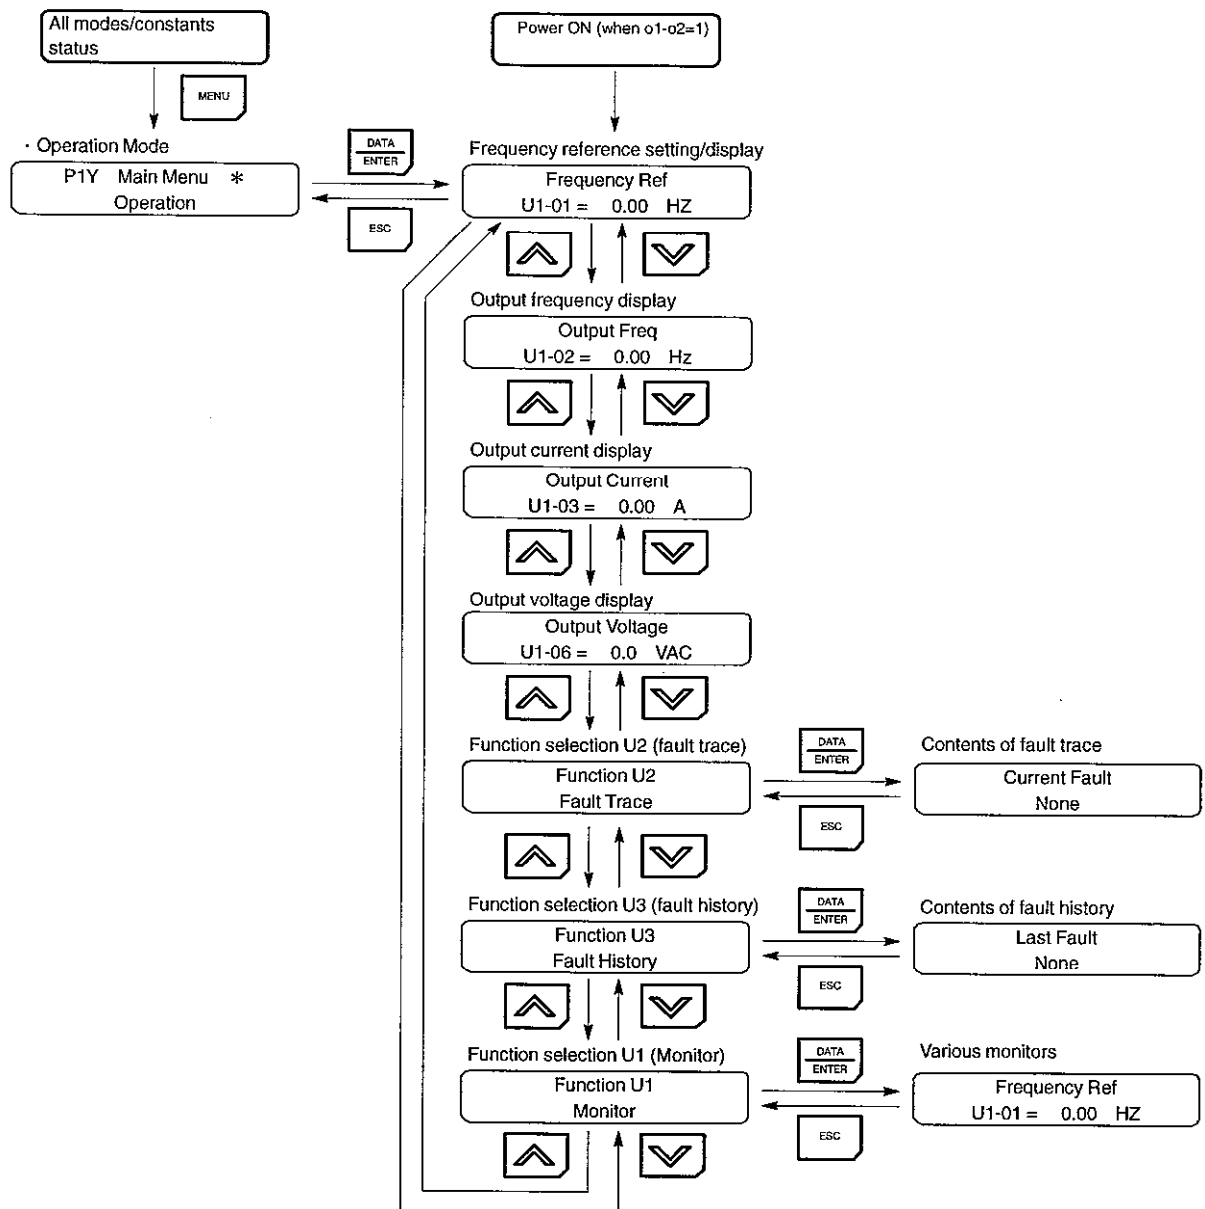 All modes/constants
status
Power ON (when o1-o2=1)
MENU
· Operation Mode
P1Y Main Menu *
Operation
DATA
ENTER
ESC
Frequency reference setting/display
Frequency Ref
U1-01 = 0.00 HZ
Output frequency display
Output Freq
U1-02 = 0.00 Hz
Output current display
Output Current
U1-03 = 0.00 A
Output voltage display
Output Voltage
U1-06 = 0.0 VAC
Function selection U2 (fault trace)
Function U2
Fault Trace
DATA
ENTER
ESC
Contents of fault trace
Current Fault
None
Function selection U3 (fault history)
Function U3
Fault History
DATA
ENTER
ESC
Contents of fault history
Last Fault
None
Function selection U1 (Monitor)
Function U1
Monitor
DATA
ENTER
ESC
Various monitors
Frequency Ref
U1-01 = 0.00 HZ